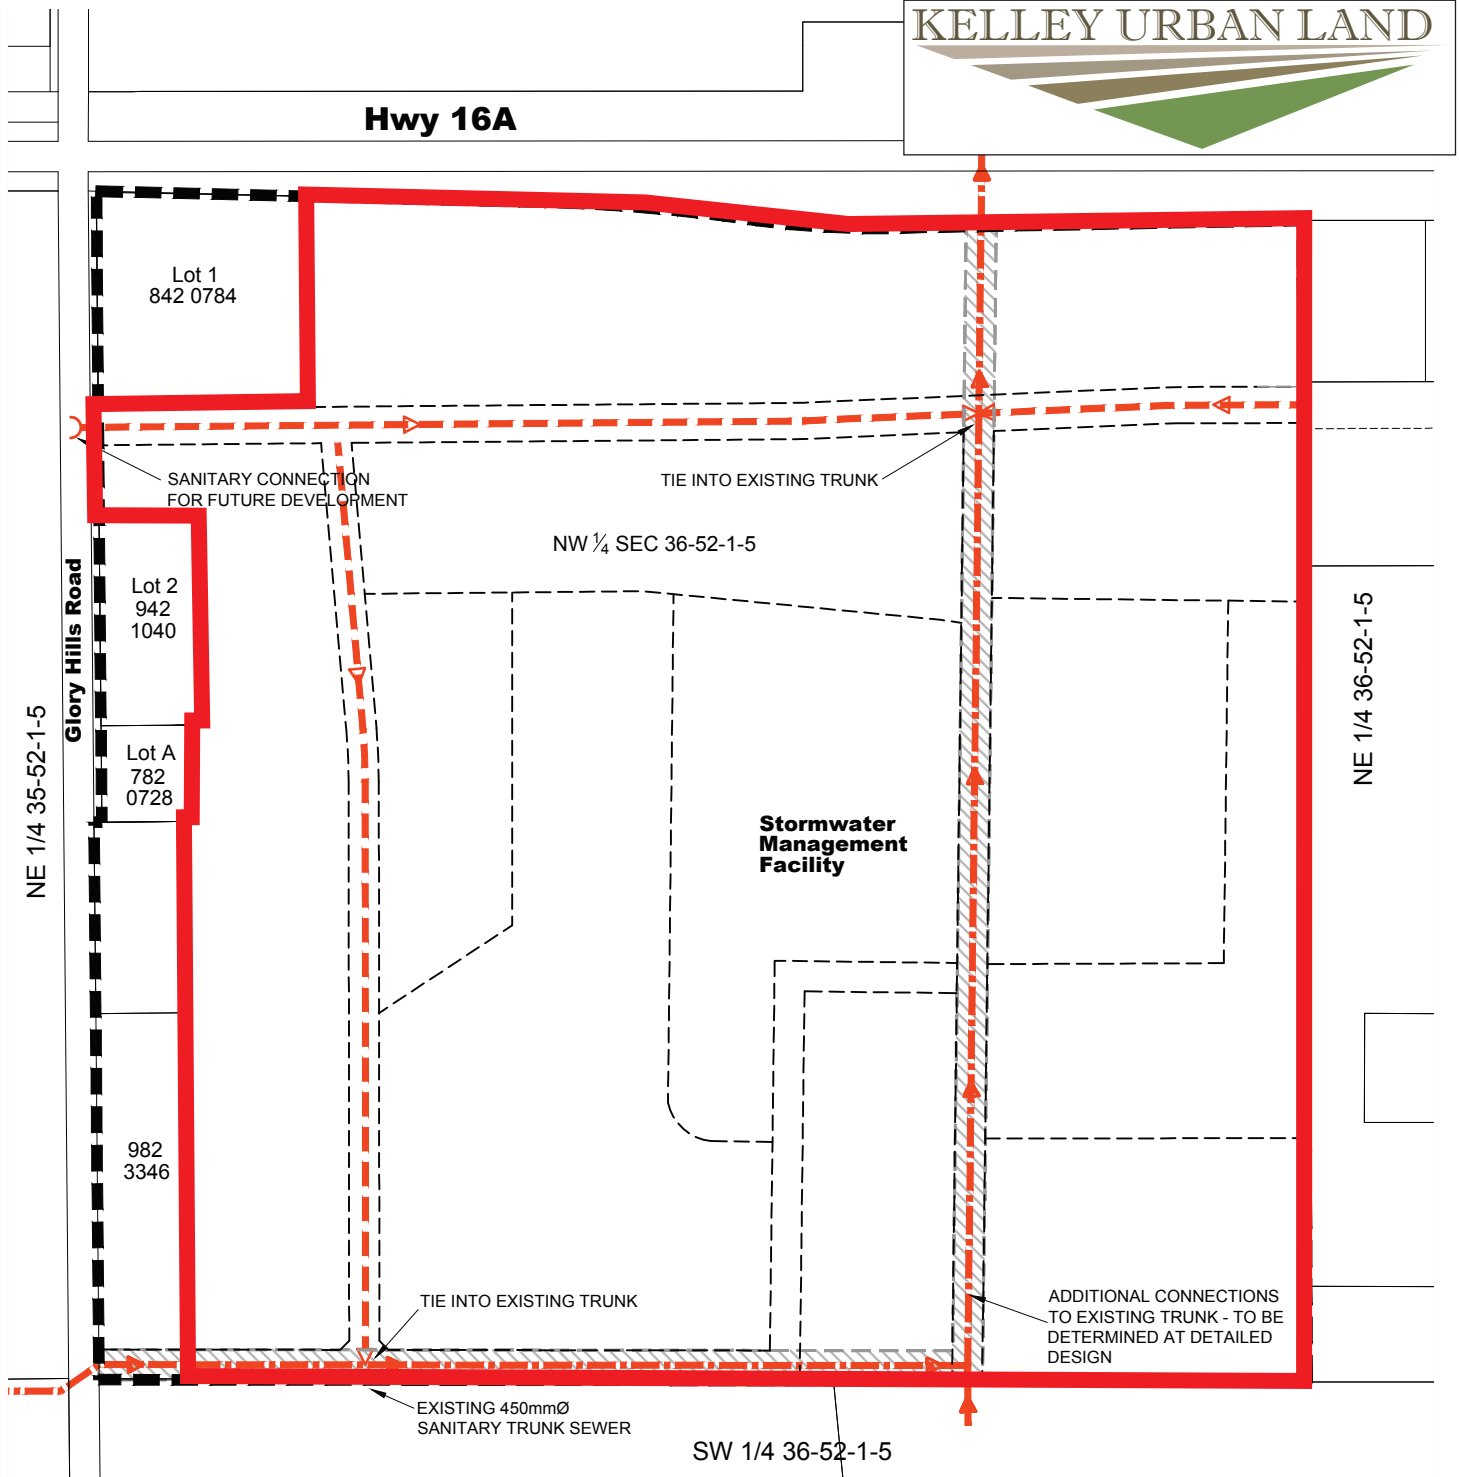 KELLEY URBAN LAND
Hwy 16A
Lot 1
842 0784
SANITARY CONNECTION
FOR FUTURE DEVELOPMENT
TIE INTO EXISTING TRUNK
NW ¼ SEC 36-52-1-5
Glory Hills Road
Lot 2
942
1040
NE 1/4 35-52-1-5
NE 1/4 36-52-1-5
Lot A
782
0728
Stormwater
Management
Facility
982
3346
TIE INTO EXISTING TRUNK
ADDITIONAL CONNECTIONS
TO EXISTING TRUNK - TO BE
DETERMINED AT DETAILED
DESIGN
EXISTING 450mmØ
SANITARY TRUNK SEWER
SW 1/4 36-52-1-5